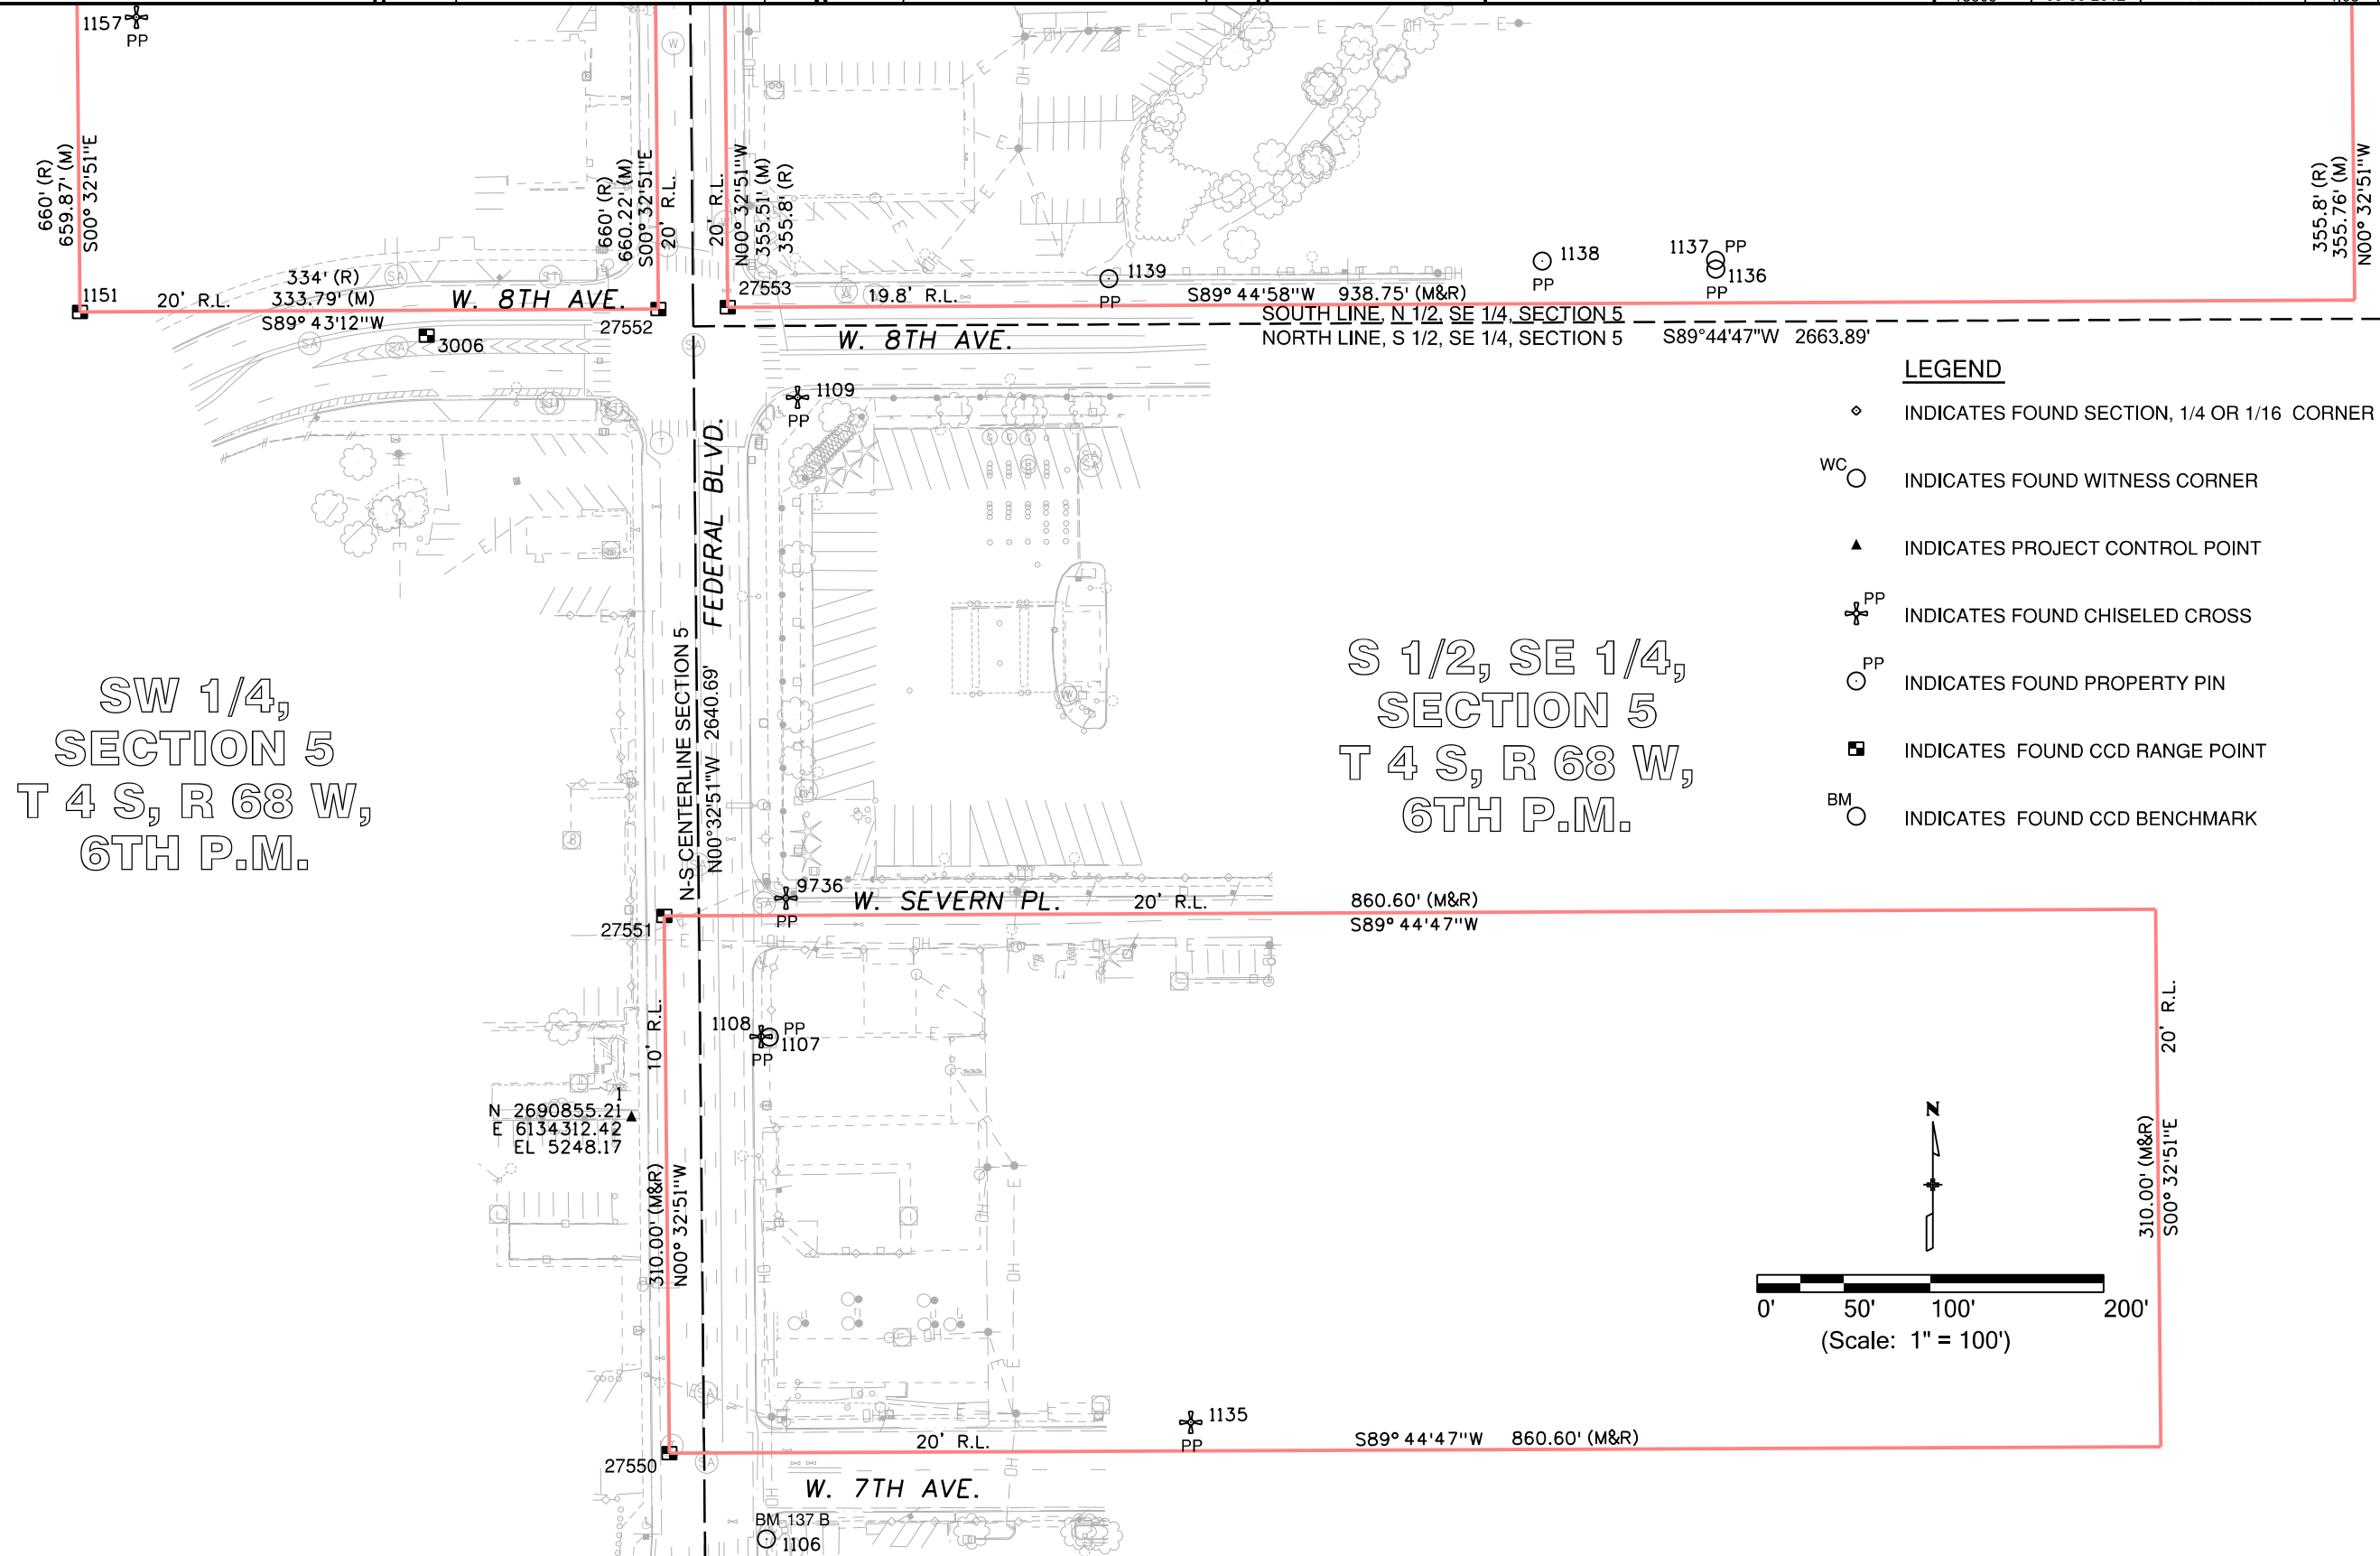 1157
PP
660' (R)
659.87' (M)
S00° 32'51"E
660' (R)
660.22' (M)
S00° 32'51"E
20' R.L.
20' R.L.
N00° 32'51"W
355.51' (M)
355.8' (R)
355.8' (R)
355.76' (M)
N00° 32'51"W
1151
20' R.L.
334' (R)
333.79' (M)
S89° 43'12"W
W. 8TH AVE.
27552
3006
27553
19.8' R.L.
1139
PP
1138
PP
1137 PP
1136
PP
S89° 44'58"W 938.75' (M&R)
SOUTH LINE, N 1/2, SE 1/4, SECTION 5
NORTH LINE, S 1/2, SE 1/4, SECTION 5
S89°44'47"W 2663.89'
W. 8TH AVE.
1109
PP
FEDERAL BLVD.
N-S CENTERLINE SECTION 5
N00°32'51"W 2640.69'
LEGEND
INDICATES FOUND SECTION, 1/4 OR 1/16 CORNER
WC
INDICATES FOUND WITNESS CORNER
INDICATES PROJECT CONTROL POINT
PP
INDICATES FOUND CHISELED CROSS
PP
INDICATES FOUND PROPERTY PIN
INDICATES FOUND CCD RANGE POINT
BM
INDICATES FOUND CCD BENCHMARK
SW 1/4,
SECTION 5
T 4 S, R 68 W,
6TH P.M.
S 1/2, SE 1/4,
SECTION 5
T 4 S, R 68 W,
6TH P.M.
9736
PP
W. SEVERN PL.
20' R.L.
860.60' (M&R)
S89° 44'47"W
27551
10' R.L.
1108
PP
PP
1107
1
N 2690855.21
E 6134312.42
EL 5248.17
310.00' (M&R)
N00° 32'51"W
20' R.L.
310.00' (M&R)
S00° 32'51"E
N
0' 50' 100' 200'
(Scale: 1" = 100')
1135
PP
20' R.L.
S89° 44'47"W 860.60' (M&R)
27550
W. 7TH AVE.
BM 137 B
1106